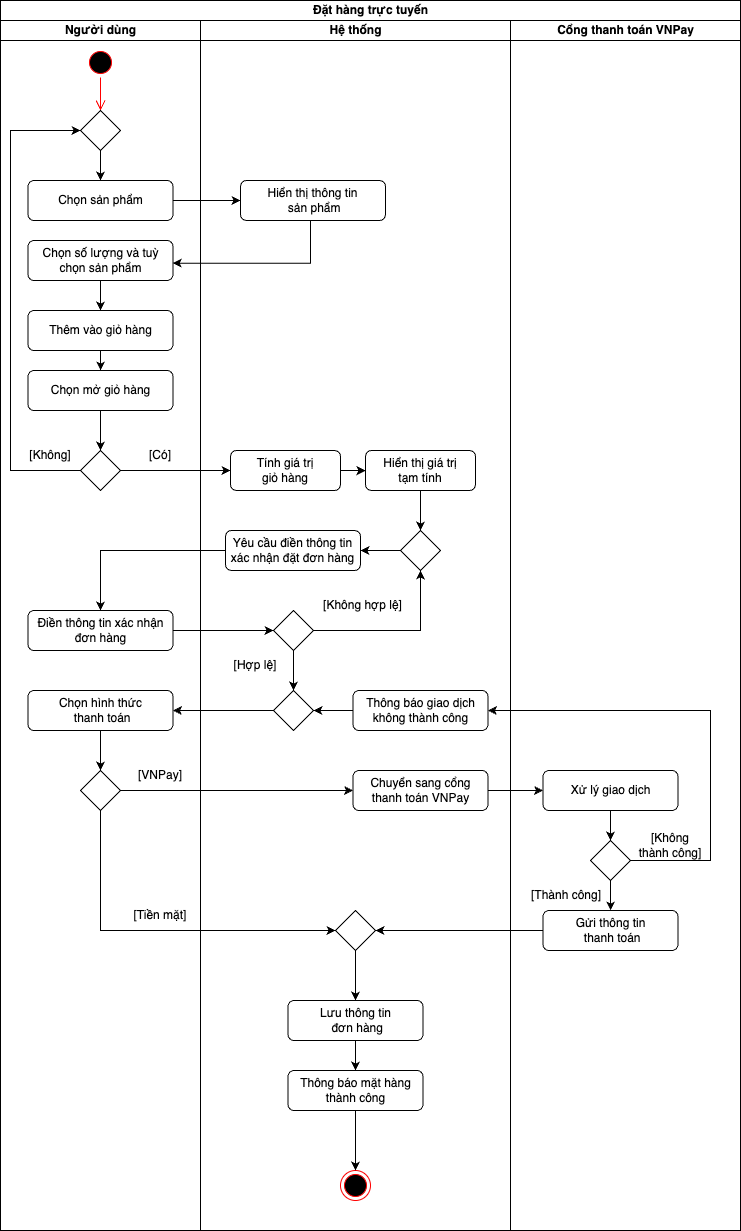 Đặt hàng trực tuyến
Người dùng
Hệ thống
Cổng thanh toán VNPay
Chọn sản phẩm
Hiển thị thông tin
sản phẩm
Chọn số lượng và tuỳ
chọn sản phẩm
Thêm vào giỏ hàng
Chọn mở giỏ hàng
[Không]
[Có]
Tính giá trị
giỏ hàng
Hiển thị giá trị
tạm tính
Yêu cầu điền thông tin
xác nhận đặt đơn hàng
[Không hợp lệ]
Điền thông tin xác nhận
đơn hàng
[Hợp lệ]
Chọn hình thức
thanh toán
Thông báo giao dịch
không thành công
[VNPay]
Chuyển sang cổng
thanh toán VNPay
Xử lý giao dịch
[Không
thành công]
[Thành công]
[Tiền mặt]
Gửi thông tin
thanh toán
Lưu thông tin
đơn hàng
Thông báo mặt hàng
thành công